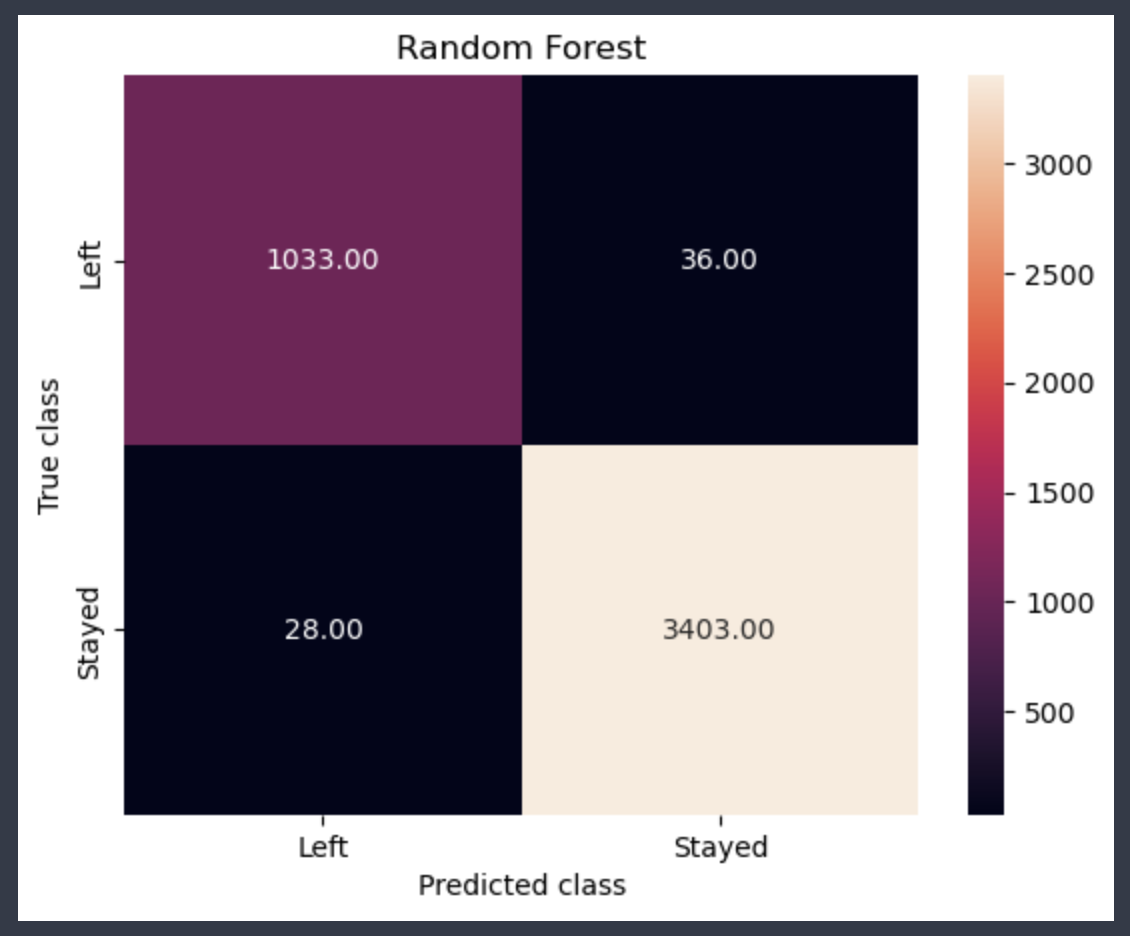 Random Forest
Left
1033.00
36.00
True class
Stayed
28.00
3403.00
Left
Stayed
Predicted class
3000
2500
2000
1500
1000
500